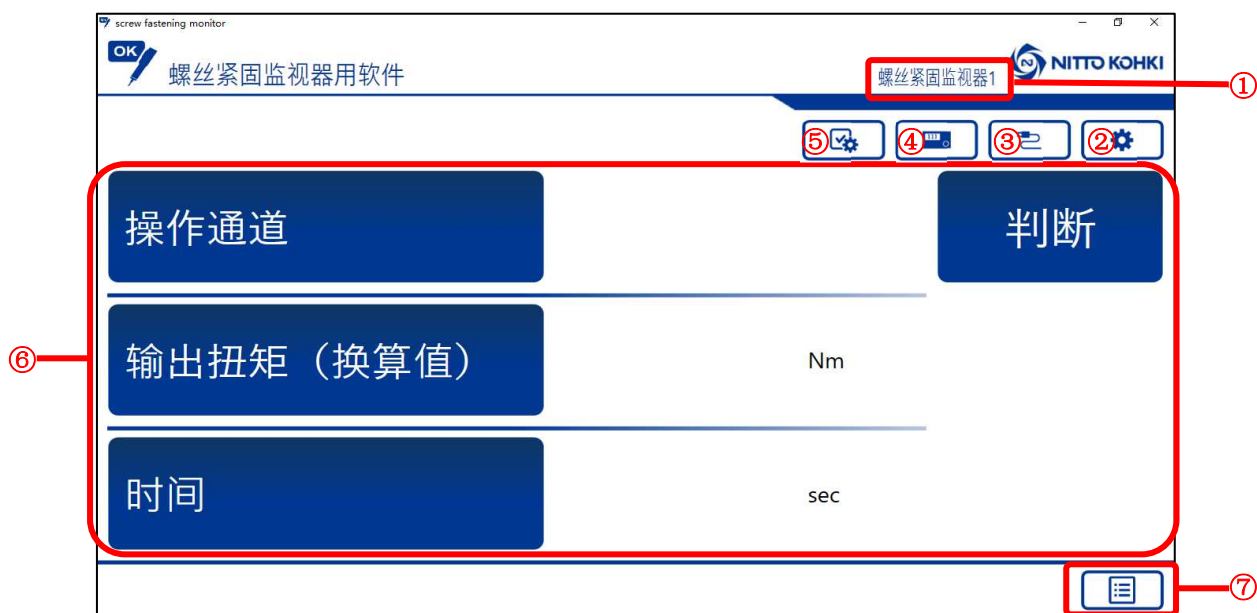 screw fastening monitor
OK
螺丝紧固监视器用软件
螺丝紧固监视器1
NITTO KOHKI
①
⑤ ④ ③ ②
操作通道
判断
⑥
输出扭矩（换算值）
Nm
时间
sec
⑦